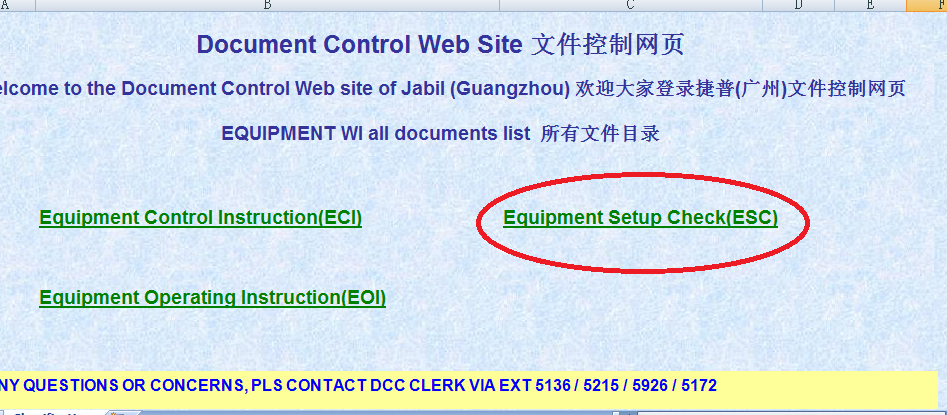 A B C D E F
Document Control Web Site 文件控制网页
elcome to the Document Control Web site of Jabil (Guangzhou) 欢迎大家登录捷普(广州)文件控制网页
EQUIPMENT WI all documents list 所有文件目录
Equipment Control Instruction(ECI) Equipment Setup Check(ESC)
Equipment Operating Instruction(EOI)
NY QUESTIONS OR CONCERNS, PLS CONTACT DCC CLERK VIA EXT 5136 / 5215 / 5926 / 5172